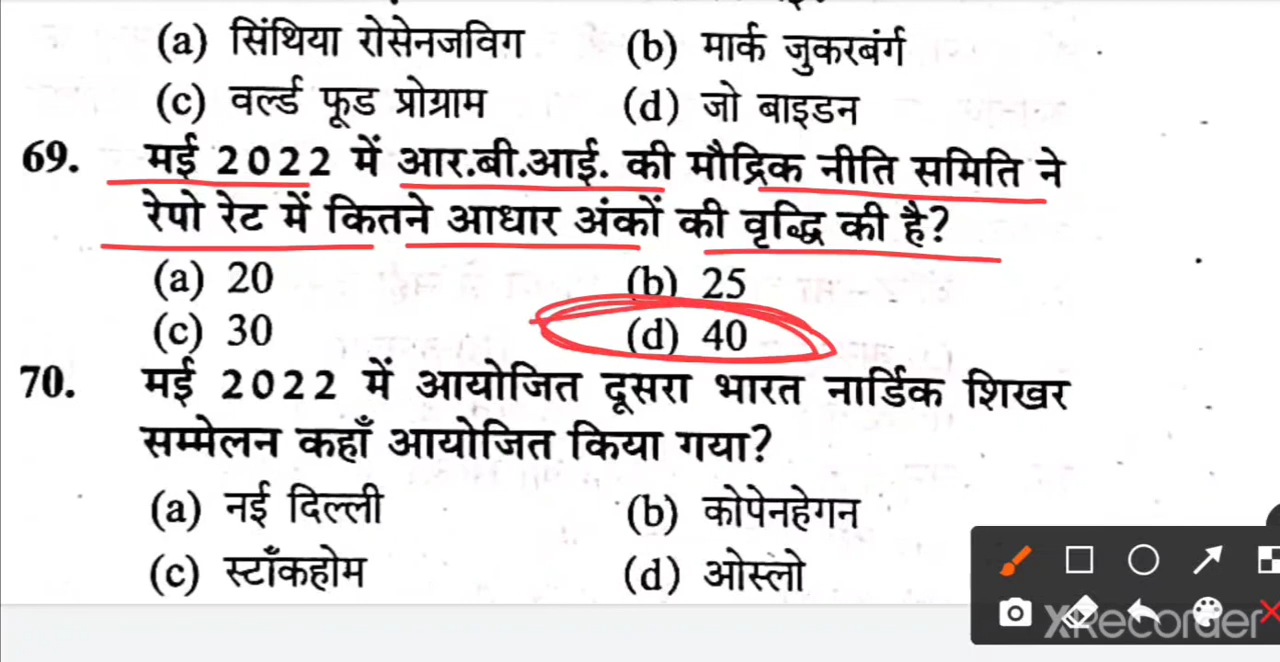 (a) सिंथिया रोसेनजविग (b) मार्क जुकरबंर्ग
(c) वर्ल्ड फूड प्रोग्राम (d) जो बाइडन
69. मई 2022 में आर.बी.आई. की मौद्रिक नीति समिति ने
रेपो रेट में कितने आधार अंकों की वृद्धि की है?
(a) 20 (b) 25
(c) 30 (d) 40
70. मई 2022 में आयोजित दूसरा भारत नार्डिक शिखर
सम्मेलन कहाँ आयोजित किया गया?
(a) नई दिल्ली (b) कोपेनहेगन
(c) स्टॉंकहोम (d) ओस्लो
XRecorder